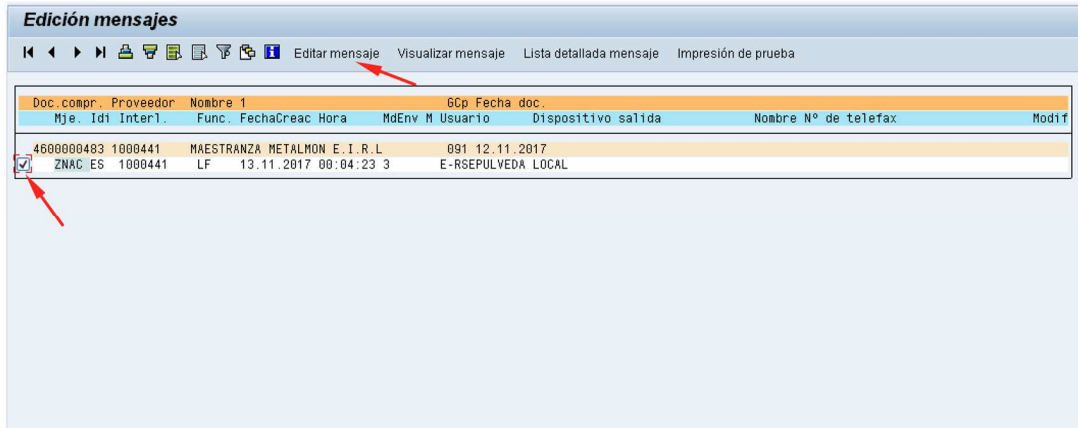 Edición mensajes
Editar mensaje Visualizar mensaje Lista detallada mensaje Impresión de prueba
Doc.compr. Proveedor Nombre 1 GCp Fecha doc.
Mje. Idi Interl. Func. FechaCreac Hora MdEnv M Usuario Dispositivo salida Nombre Nº de telefax Modif
4600000483 1000441 MAESTRANZA METALMON E.I.R.L 091 12.11.2017
ZNAC ES 1000441 LF 13.11.2017 00:04:23 3 E-RSEPULVEDA LOCAL